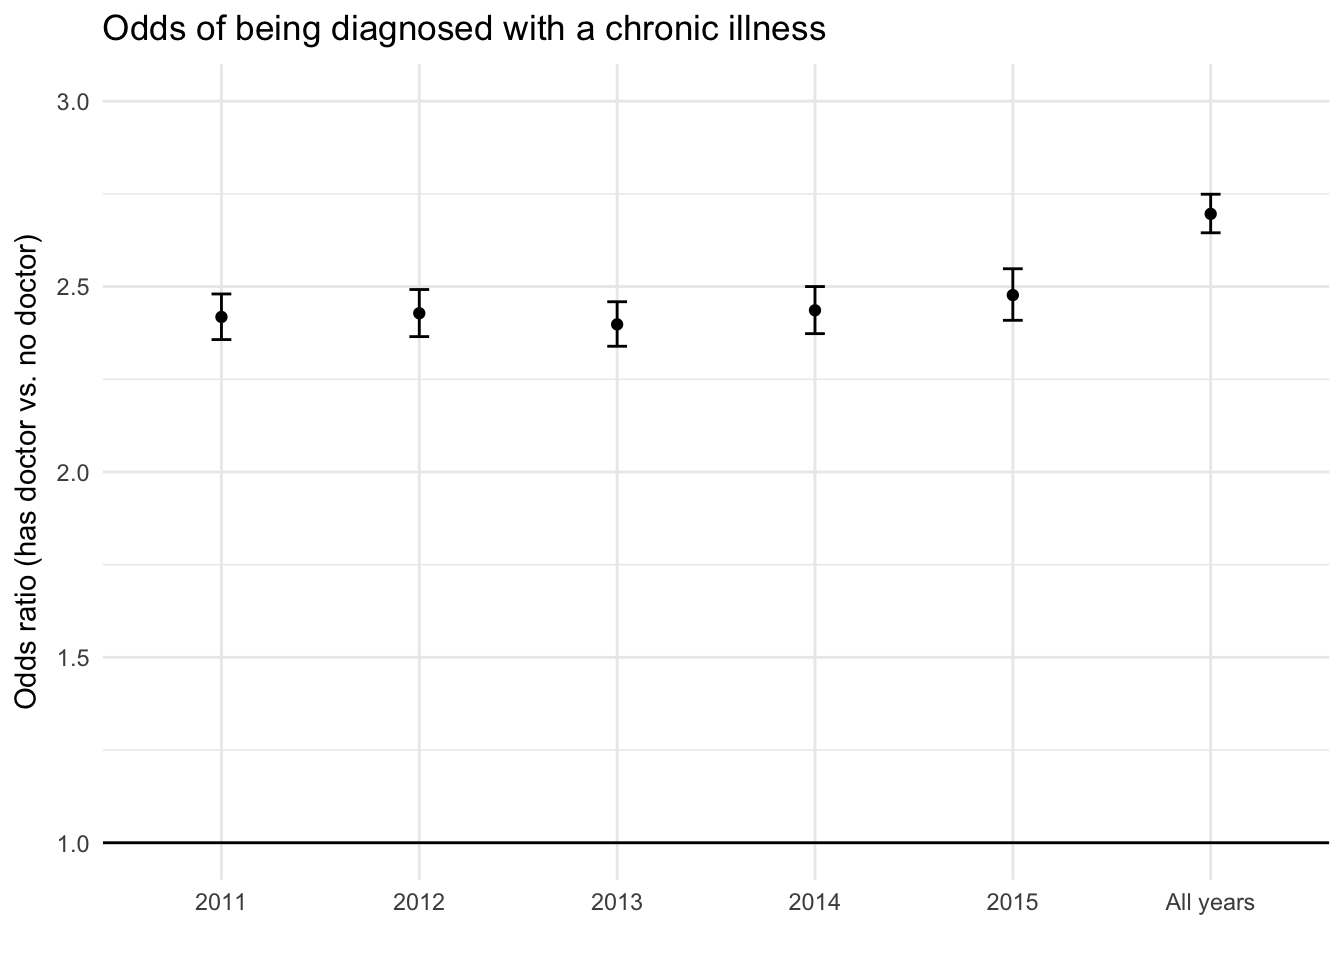 Odds of being diagnosed with a chronic illness
Odds ratio (has doctor vs. no doctor)
3.0
2.5
2.0
1.5
1.0
2011 2012 2013 2014 2015 All years